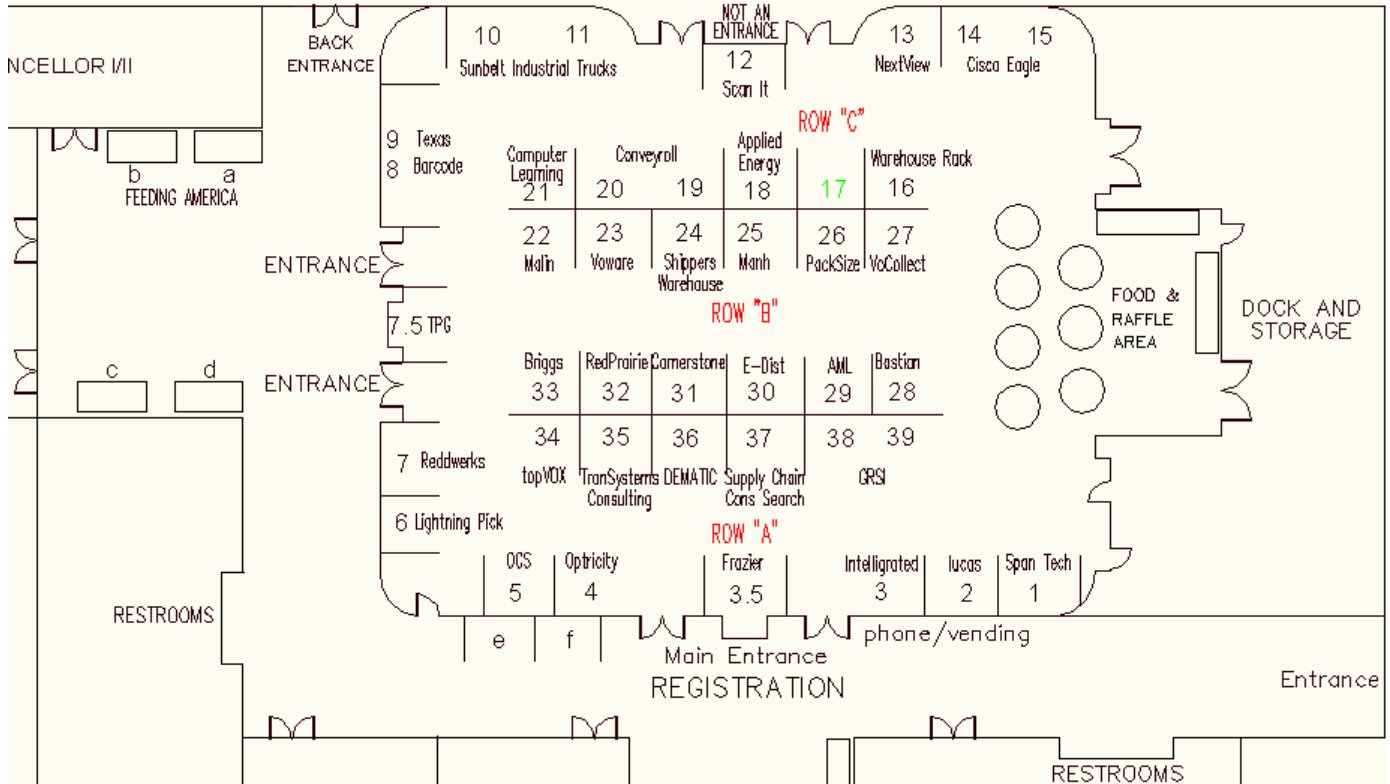 NOT AN
ENTRANCE
BACK
ENTRANCE
10 11 12 13 14 15
Sunbelt Industrial Trucks
Scan It
NextView
Cisco Eagle
NCELLOR I/II
ROW "C"
9 Texas
8 Barcode
b a
FEEDING AMERICA
Computer
Learning
Conveyroll
Applied
Energy
Warehouse Rack
21 20 19 18 17 16
22 23 24 25 26 27
Malin
Voware
Shippers
Warehouse
Manh
PackSize
VoCollect
ENTRANCE
ROW "B"
7.5 TPG
FOOD &
RAFFLE
AREA
DOCK AND
STORAGE
c d
ENTRANCE
Briggs
RedPrairie
Cornerstone
E-Dist
AML
Bastian
33 32 31 30 29 28
34 35 36 37 38 39
topVOX
TranSystems
Consulting
DEMATIC
Supply Chain
Cons Search
GRSI
7 Reddwerks
6 Lightning Pick
ROW "A"
OCS
5
Optricity
4
Frazier
3.5
Intelligrated
3
lucas
2
Span Tech
1
RESTROOMS
e f
phone/vending
Main Entrance
REGISTRATION
Entrance
RESTROOMS